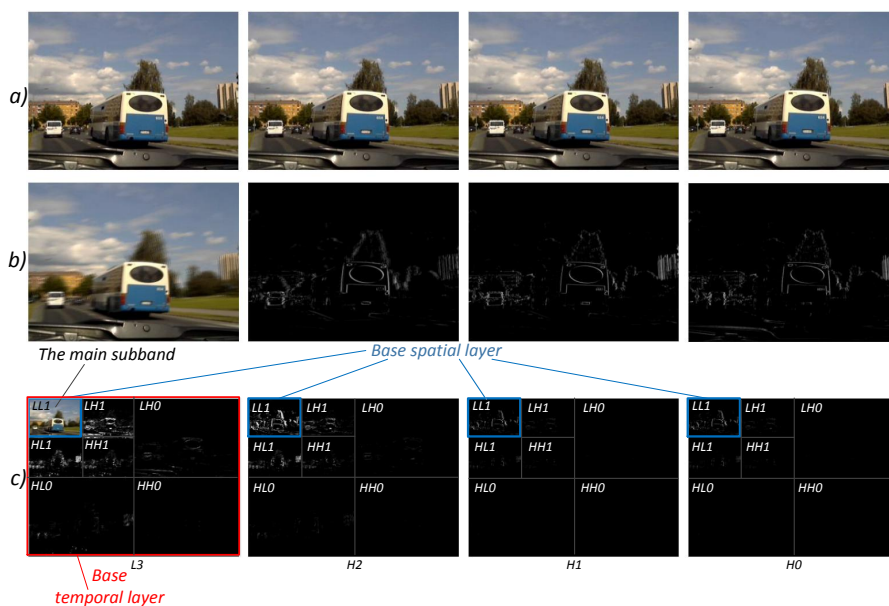 a)
b)
The main subband
Base spatial layer
c)
LL1 LH1 LH0
HL1 HH1
HL0 HH0
LL1 LH1 LH0
HL1 HH1
HL0 HH0
LL1 LH1 LH0
HL1 HH1
HL0 HH0
LL1 LH1 LH0
HL1 HH1
HL0 HH0
L3 H2 H1 H0
Base
temporal layer